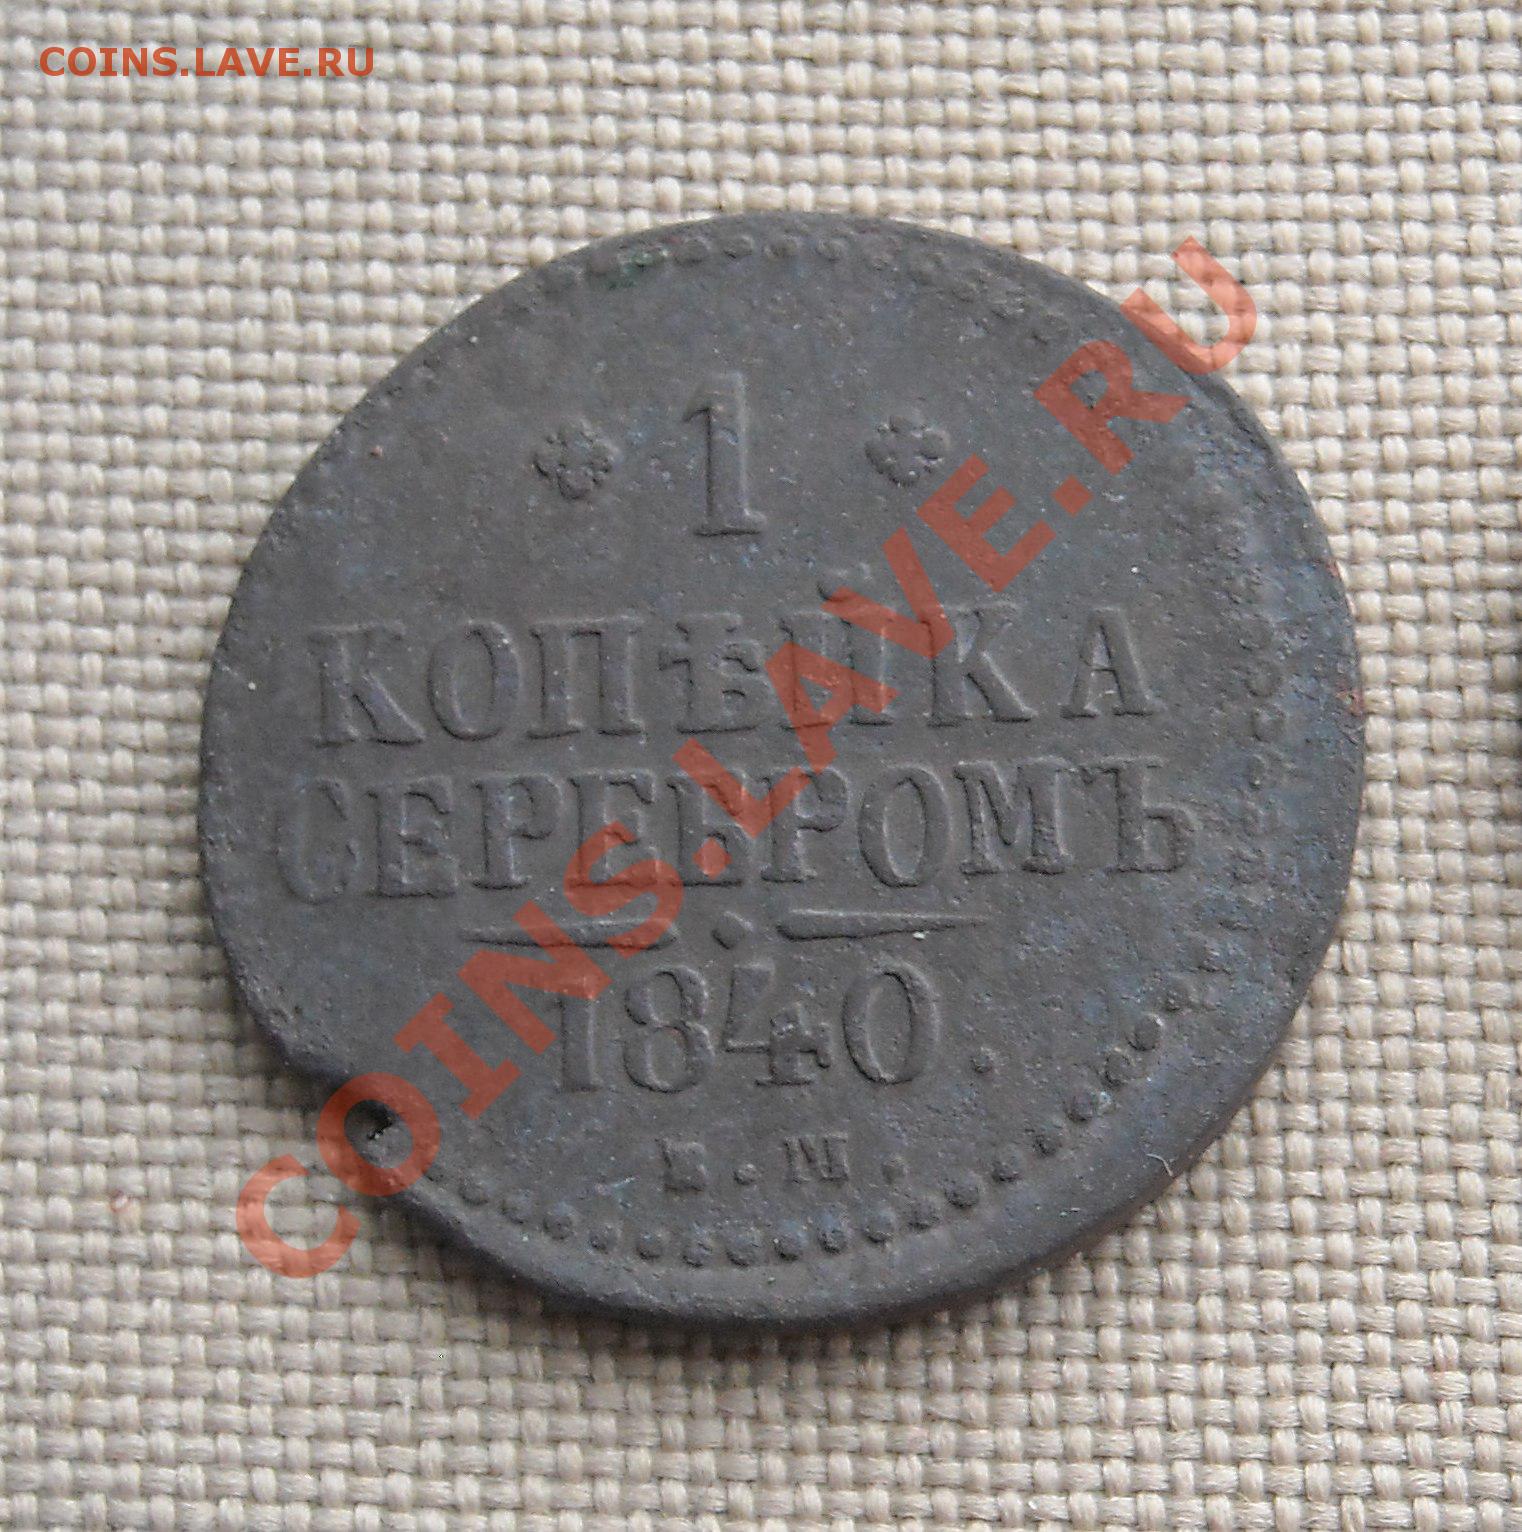 COINS.LAVE.RU
* 1 *
КОПѢЙКА
СЕРЕБРОМЪ
1840.
Е.М.
COINS.LAVE.RU